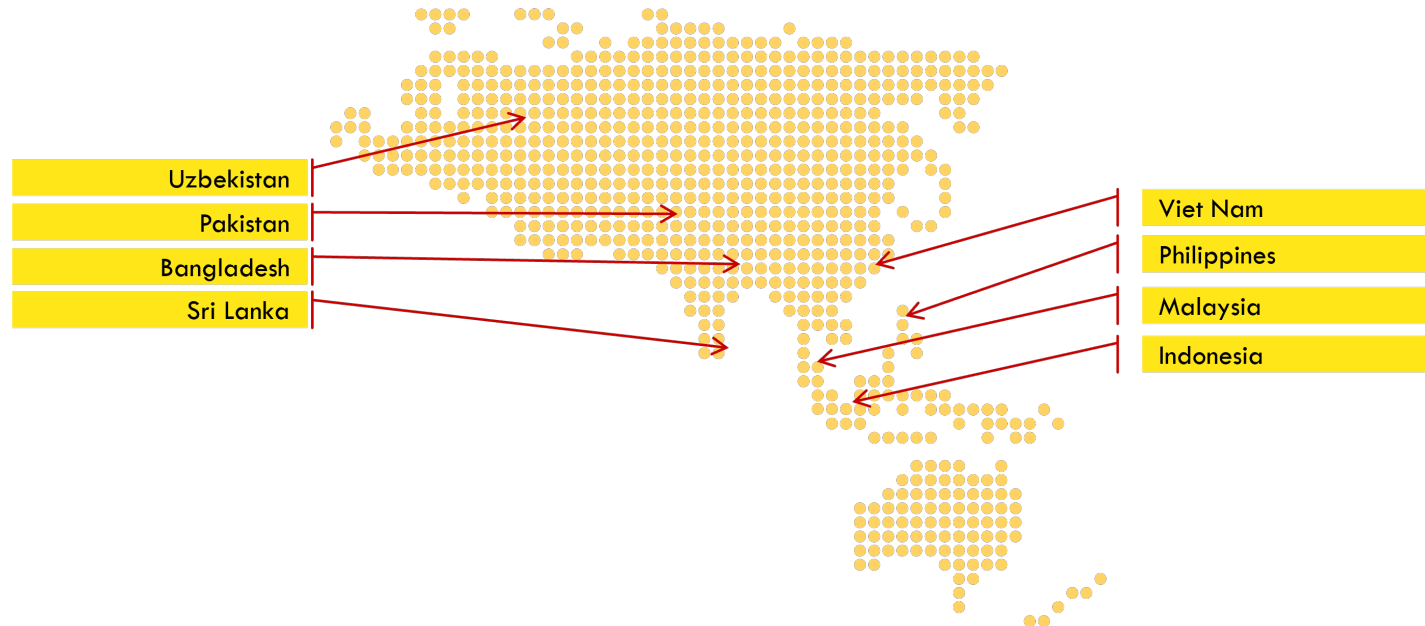 Uzbekistan
Pakistan
Bangladesh
Sri Lanka
Viet Nam
Philippines
Malaysia
Indonesia